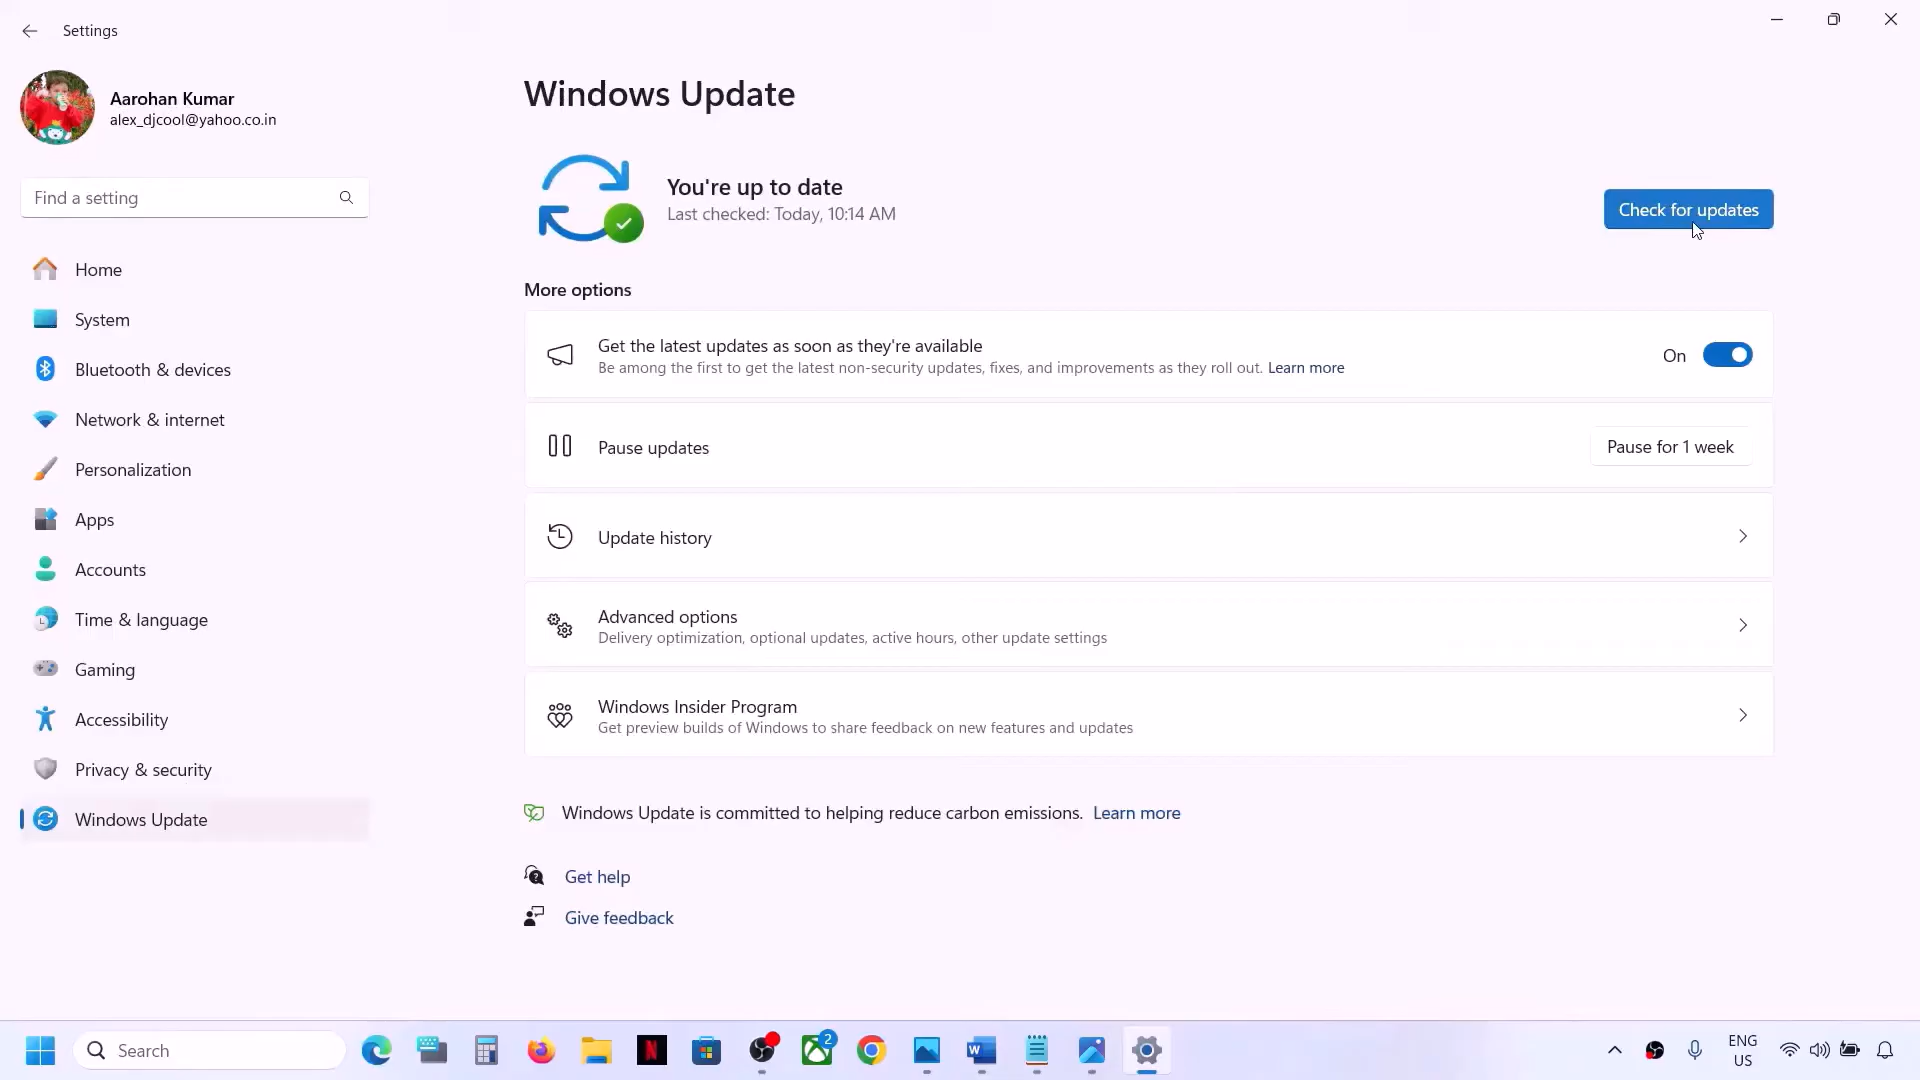 Settings
Aarohan Kumar
alex_djcool@yahoo.co.in
Find a setting
Home
System
Bluetooth & devices
Network & internet
Personalization
Apps
Accounts
Time & language
Gaming
Accessibility
Privacy & security
Windows Update
Windows Update
You're up to date
Last checked: Today, 10:14 AM
Check for updates
More options
Get the latest updates as soon as they're available
Be among the first to get the latest non-security updates, fixes, and improvements as they roll out. Learn more
On
Pause updates
Pause for 1 week
Update history
Advanced options
Delivery optimization, optional updates, active hours, other update settings
Windows Insider Program
Get preview builds of Windows to share feedback on new features and updates
Windows Update is committed to helping reduce carbon emissions. Learn more
Get help
Give feedback
Search
N
2
W
ENG
US